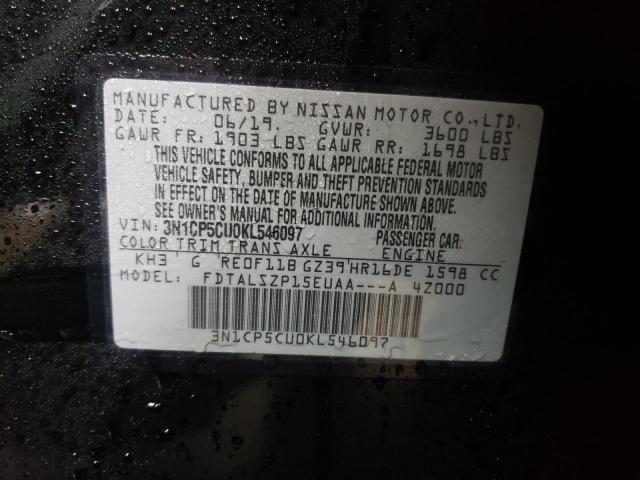 MANUFACTURED BY NISSAN MOTOR CO., LTD.
DATE: 06/19. GVWR: 3600 LBS
GAWR FR: 1903 LBS GAWR RR: 1698 LBS
THIS VEHICLE CONFORMS TO ALL APPLICABLE FEDERAL MOTOR
VEHICLE SAFETY, BUMPER AND THEFT PREVENTION STANDARDS
IN EFFECT ON THE DATE OF MANUFACTURE SHOWN ABOVE.
SEE OWNER'S MANUAL FOR ADDITIONAL INFORMATION.
VIN: 3N1CP5CU0KL546097 PASSENGER CAR.
COLOR TRIM TRANS AXLE ENGINE
KH3 G RE0F11B GZ39 HR16DE 1598 CC
MODEL: FDTALSZP15EUAA---A 4Z000
3N1CP5CU0KL546097